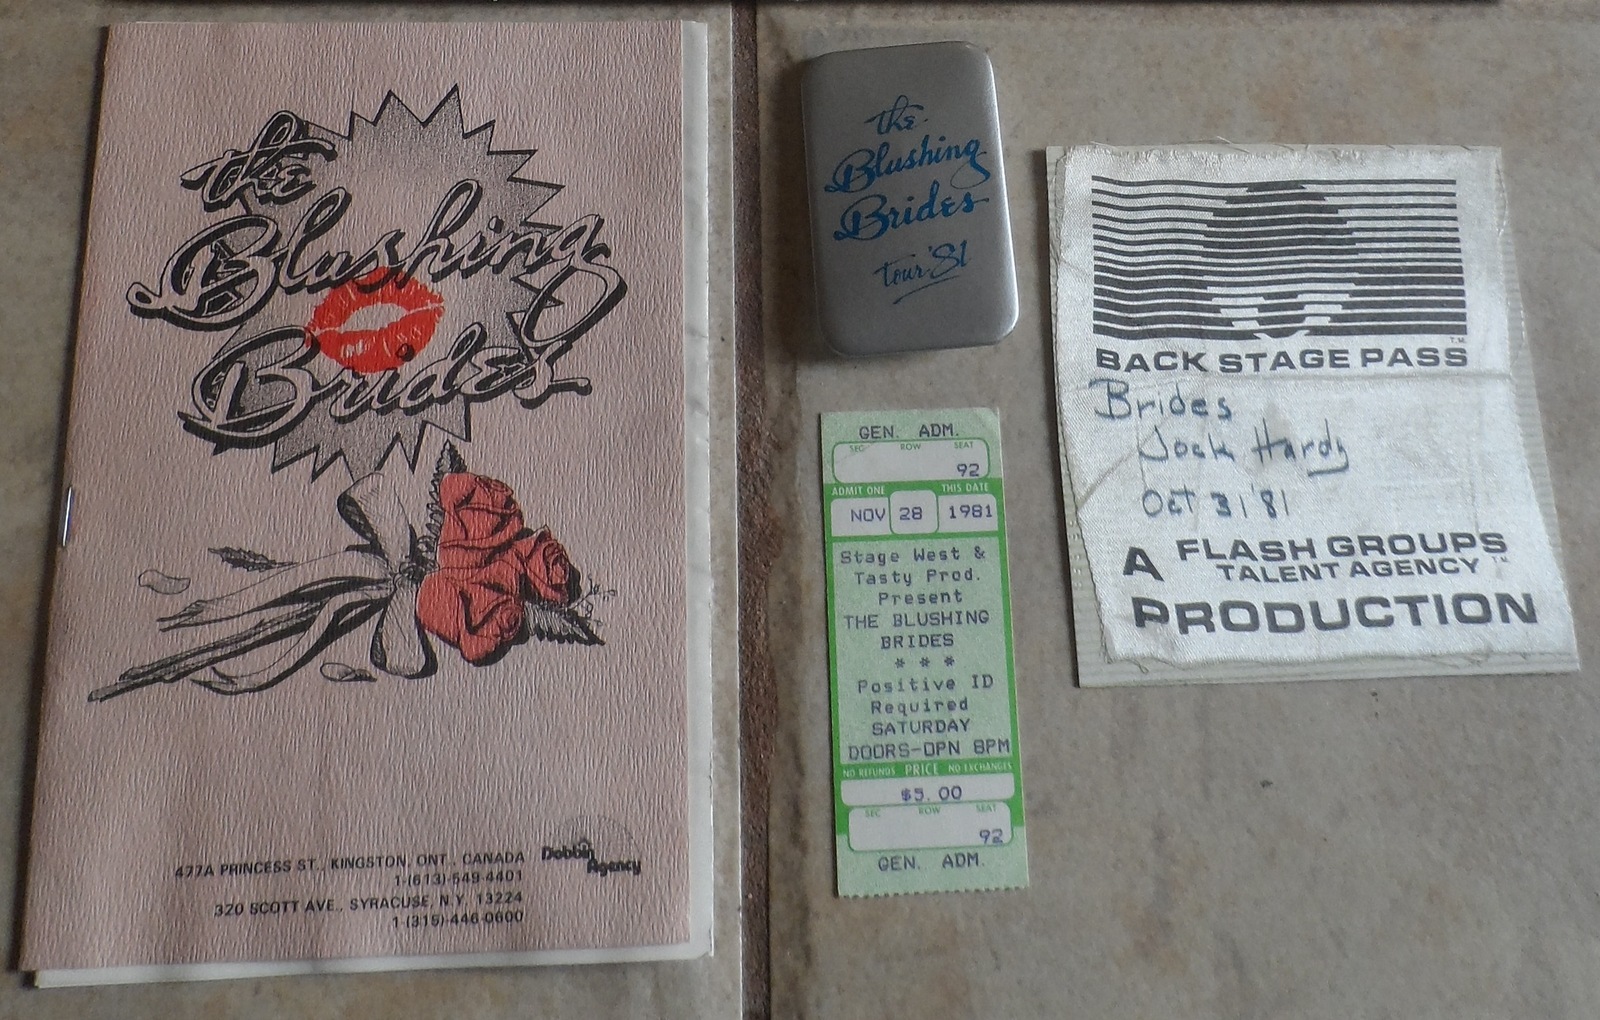 the
Blushing
Brides
477A PRINCESS ST., KINGSTON, ONT., CANADA
1-(613)-549-4401
320 SCOTT AVE., SYRACUSE, N.Y. 13224
1-(315)-446-0600
Dobbin
Agency
the
Blushing
Brides
Tour '81
GEN. ADM.
SEC ROW SEAT
92
ADMIT ONE THIS DATE
NOV 28 1981
Stage West &
Tasty Prod.
Present
THE BLUSHING
BRIDES
* * *
Positive ID
Required
SATURDAY
DOORS-OPN 8PM
NO REFUNDS PRICE NO EXCHANGES
$5.00
SEC ROW SEAT
92
GEN. ADM.
T.M.
BACK STAGE PASS
Brides
Jock Hardy
Oct 31 '81
A FLASH GROUPS
TALENT AGENCY ™
PRODUCTION